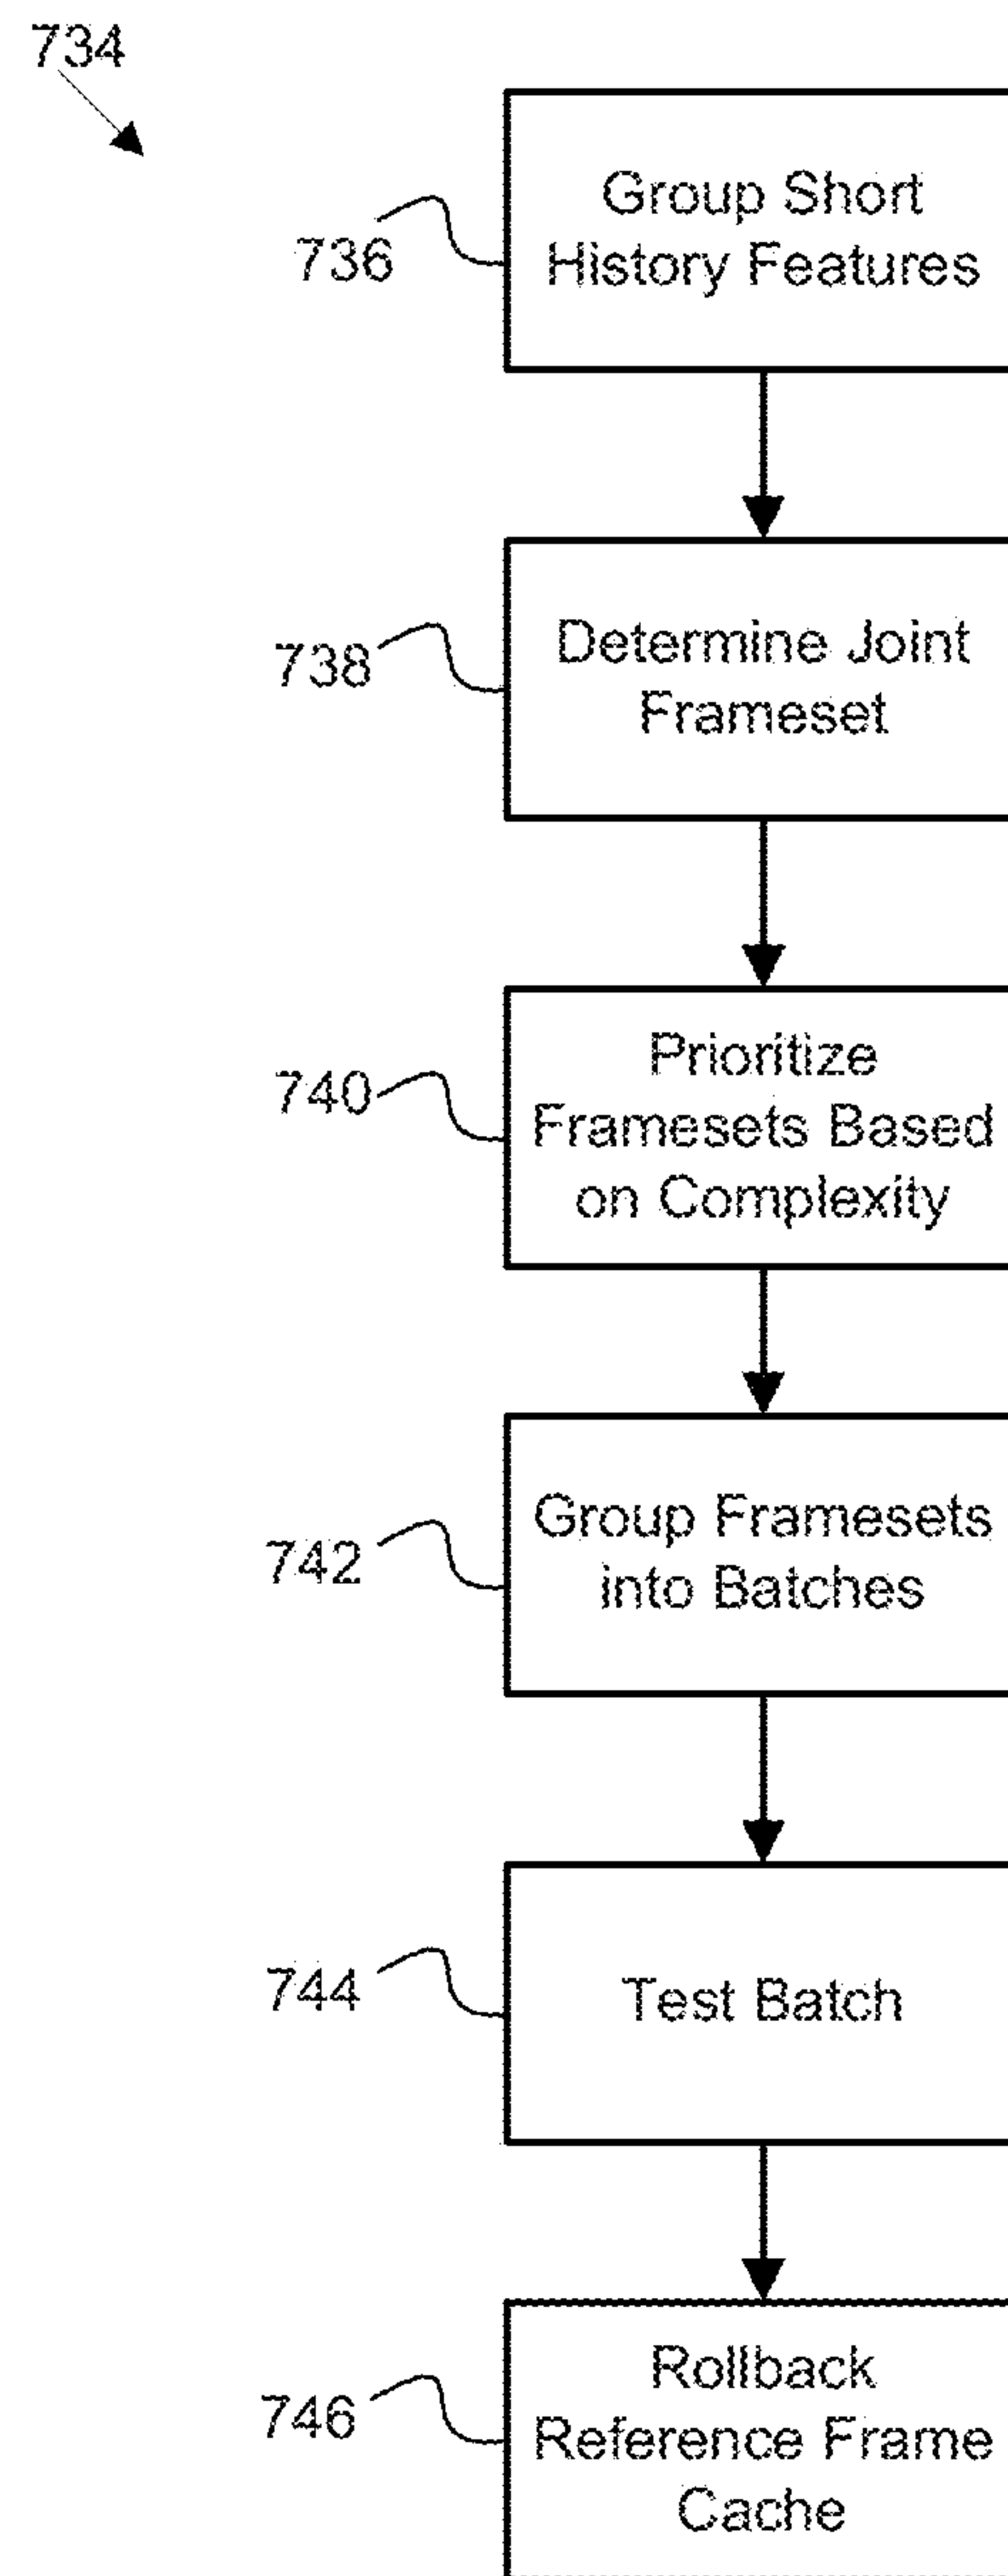 734
736
Group Short
History Features
738
Determine Joint
Frameset
740
Prioritize
Framesets Based
on Complexity
742
Group Framesets
into Batches
744
Test Batch
746
Rollback
Reference Frame
Cache